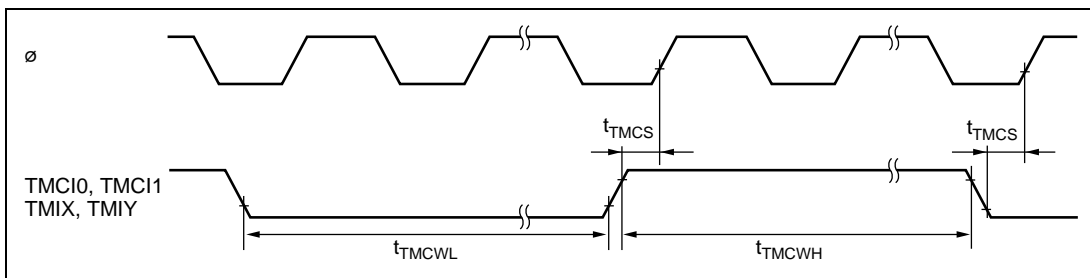 ø
tTMCS
tTMCS
TMCI0, TMCI1
TMIX, TMIY
tTMCWL
tTMCWH